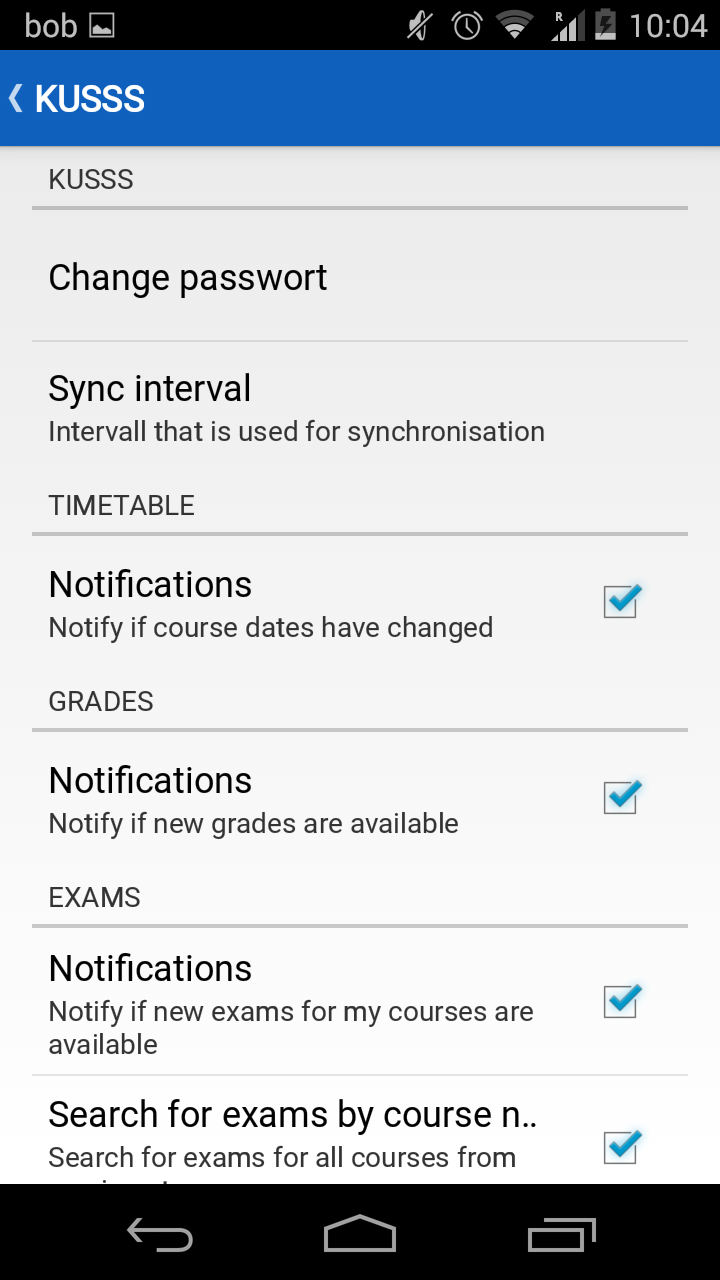 bob
R
10:04
KUSSS
KUSSS
Change passwort
Sync interval
Intervall that is used for synchronisation
TIMETABLE
Notifications
Notify if course dates have changed
GRADES
Notifications
Notify if new grades are available
EXAMS
Notifications
Notify if new exams for my courses are
available
Search for exams by course n…
Search for exams for all courses from